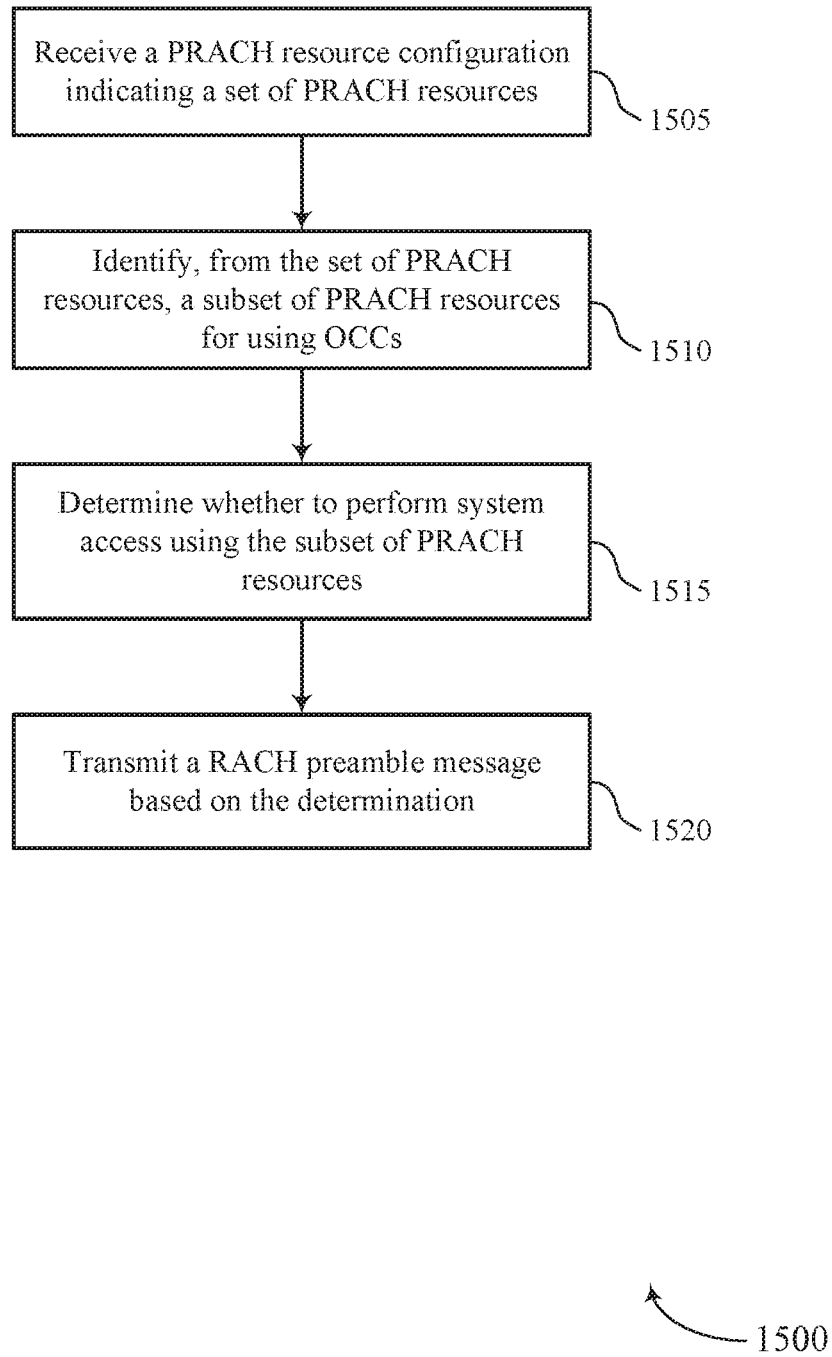 Receive a PRACH resource configuration
indicating a set of PRACH resources
1505
Identify, from the set of PRACH
resources, a subset of PRACH resources
for using OCCs
1510
Determine whether to perform system
access using the subset of PRACH
resources
1515
Transmit a RACH preamble message
based on the determination
1520
1500